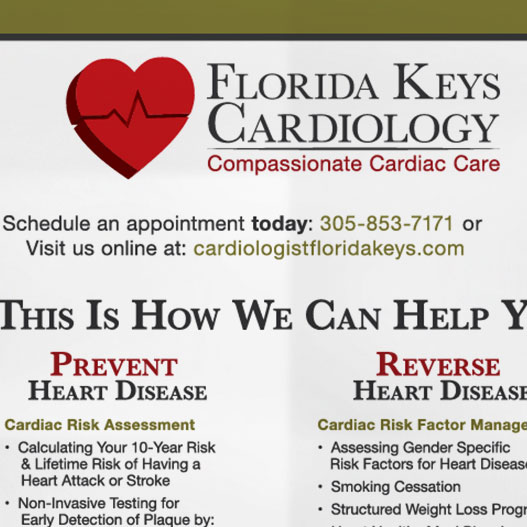 FLORIDA KEYS
CARDIOLOGY
Compassionate Cardiac Care
Schedule an appointment today: 305-853-7171 or
Visit us online at: cardiologistfloridakeys.com
THIS IS HOW WE CAN HELP Y
PREVENT
HEART DISEASE
Cardiac Risk Assessment
• Calculating Your 10-Year Risk
& Lifetime Risk of Having a
Heart Attack or Stroke
• Non-Invasive Testing for
Early Detection of Plaque by:
REVERSE
HEART DISEASE
Cardiac Risk Factor Manage
• Assessing Gender Specific
Risk Factors for Heart Diseas
• Smoking Cessation
• Structured Weight Loss Progr